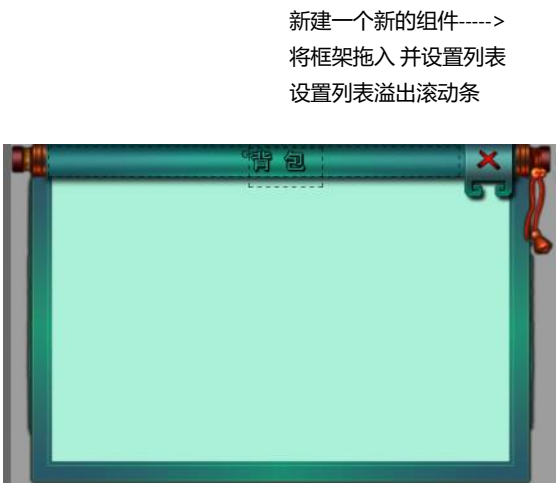 新建一个新的组件----->
将框架拖入 并设置列表
设置列表溢出滚动条
背包